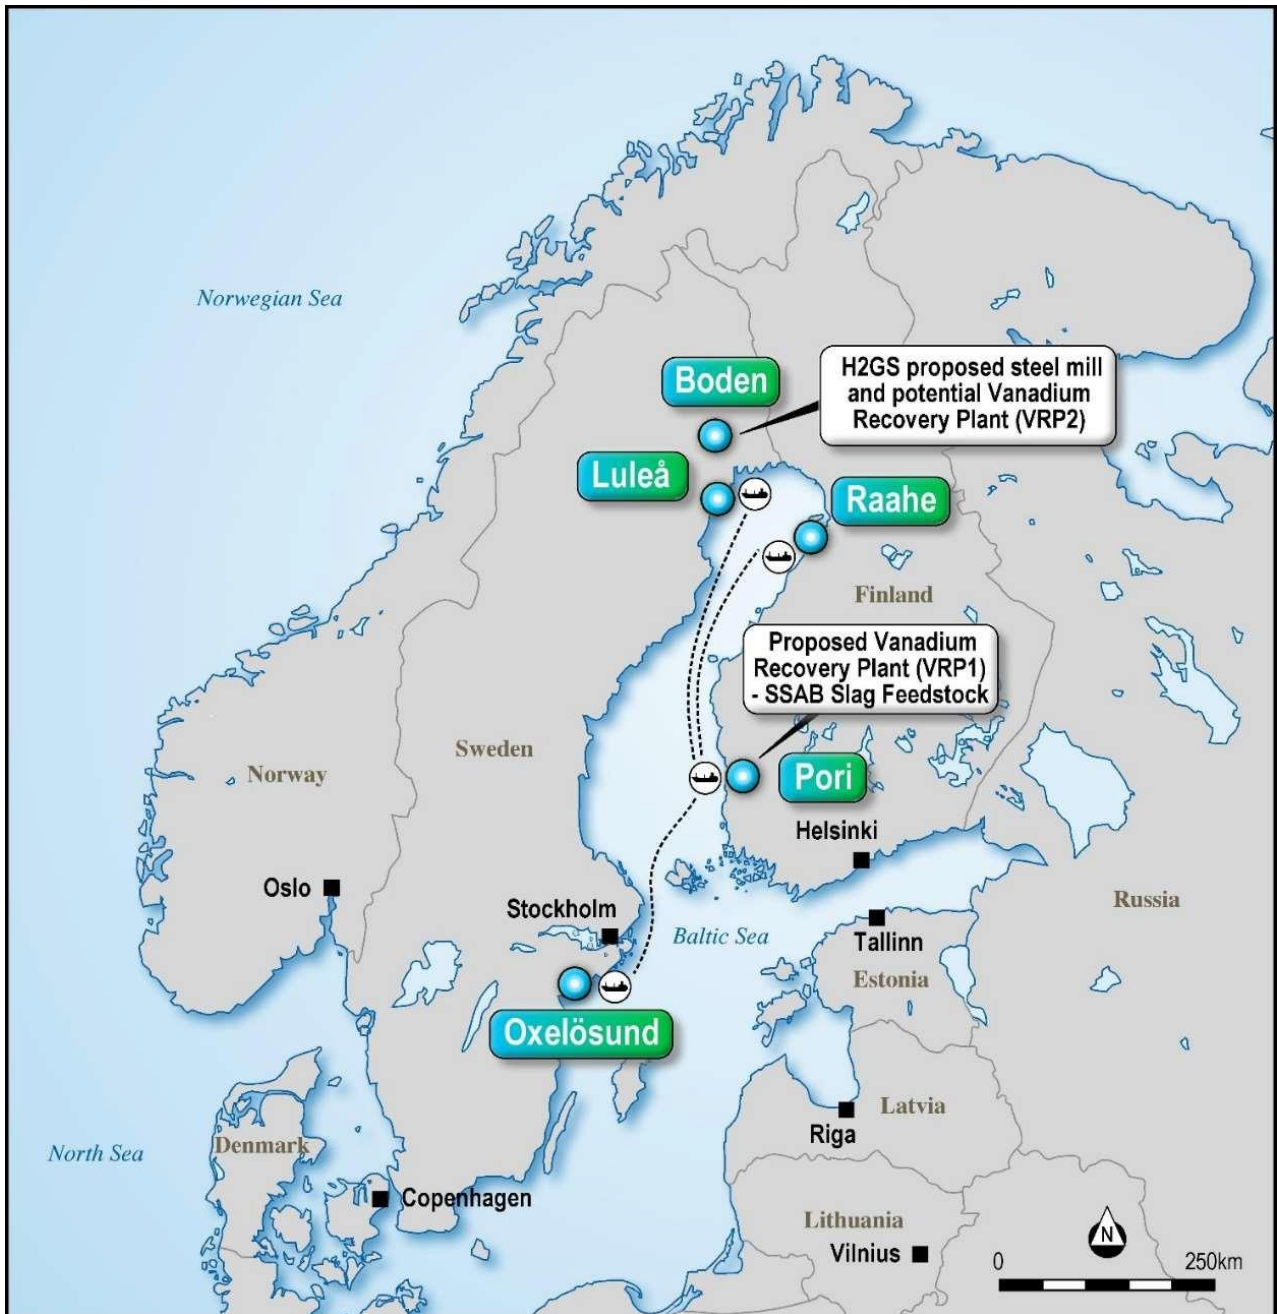 Norwegian Sea
Boden
H2GS proposed steel mill
and potential Vanadium
Recovery Plant (VRP2)
Luleå
Raahe
Finland
Proposed Vanadium
Recovery Plant (VRP1)
- SSAB Slag Feedstock
Sweden
Norway
Pori
Helsinki
Oslo
Stockholm
Baltic Sea
Russia
Tallinn
Estonia
Oxelösund
Latvia
Riga
North Sea
Denmark
Copenhagen
Lithuania
Vilnius
N
0
250km